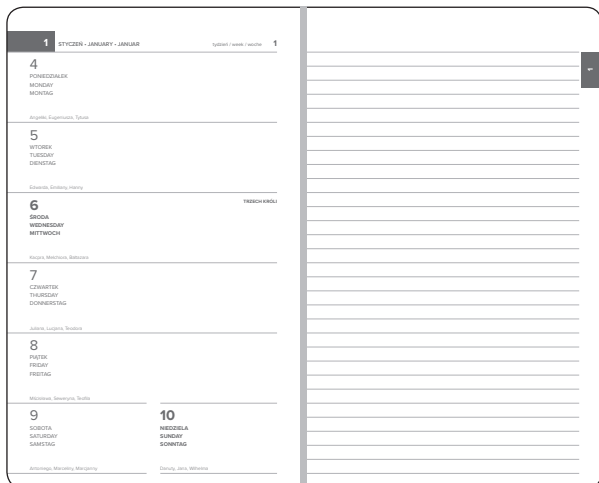 1 STYCZEŃ • JANUARY • JANUAR tydzień / week / woche 1
4
PONIEDZIAŁEK
MONDAY
MONTAG
Angeliki, Eugeniusza, Tytusa
5
WTOREK
TUESDAY
DIENSTAG
Edwarda, Emiliany, Hanny
6 TRZECH KRÓLI
ŚRODA
WEDNESDAY
MITTWOCH
Kacpra, Melchiora, Baltazara
7
CZWARTEK
THURSDAY
DONNERSTAG
Juliana, Lucjana, Teodora
8
PIĄTEK
FRIDAY
FREITAG
Mścisława, Seweryna, Teofila
9
SOBOTA
SATURDAY
SAMSTAG
Antoniego, Marceliny, Marcjanny
10
NIEDZIELA
SUNDAY
SONNTAG
Danuty, Jana, Wilhelma
1